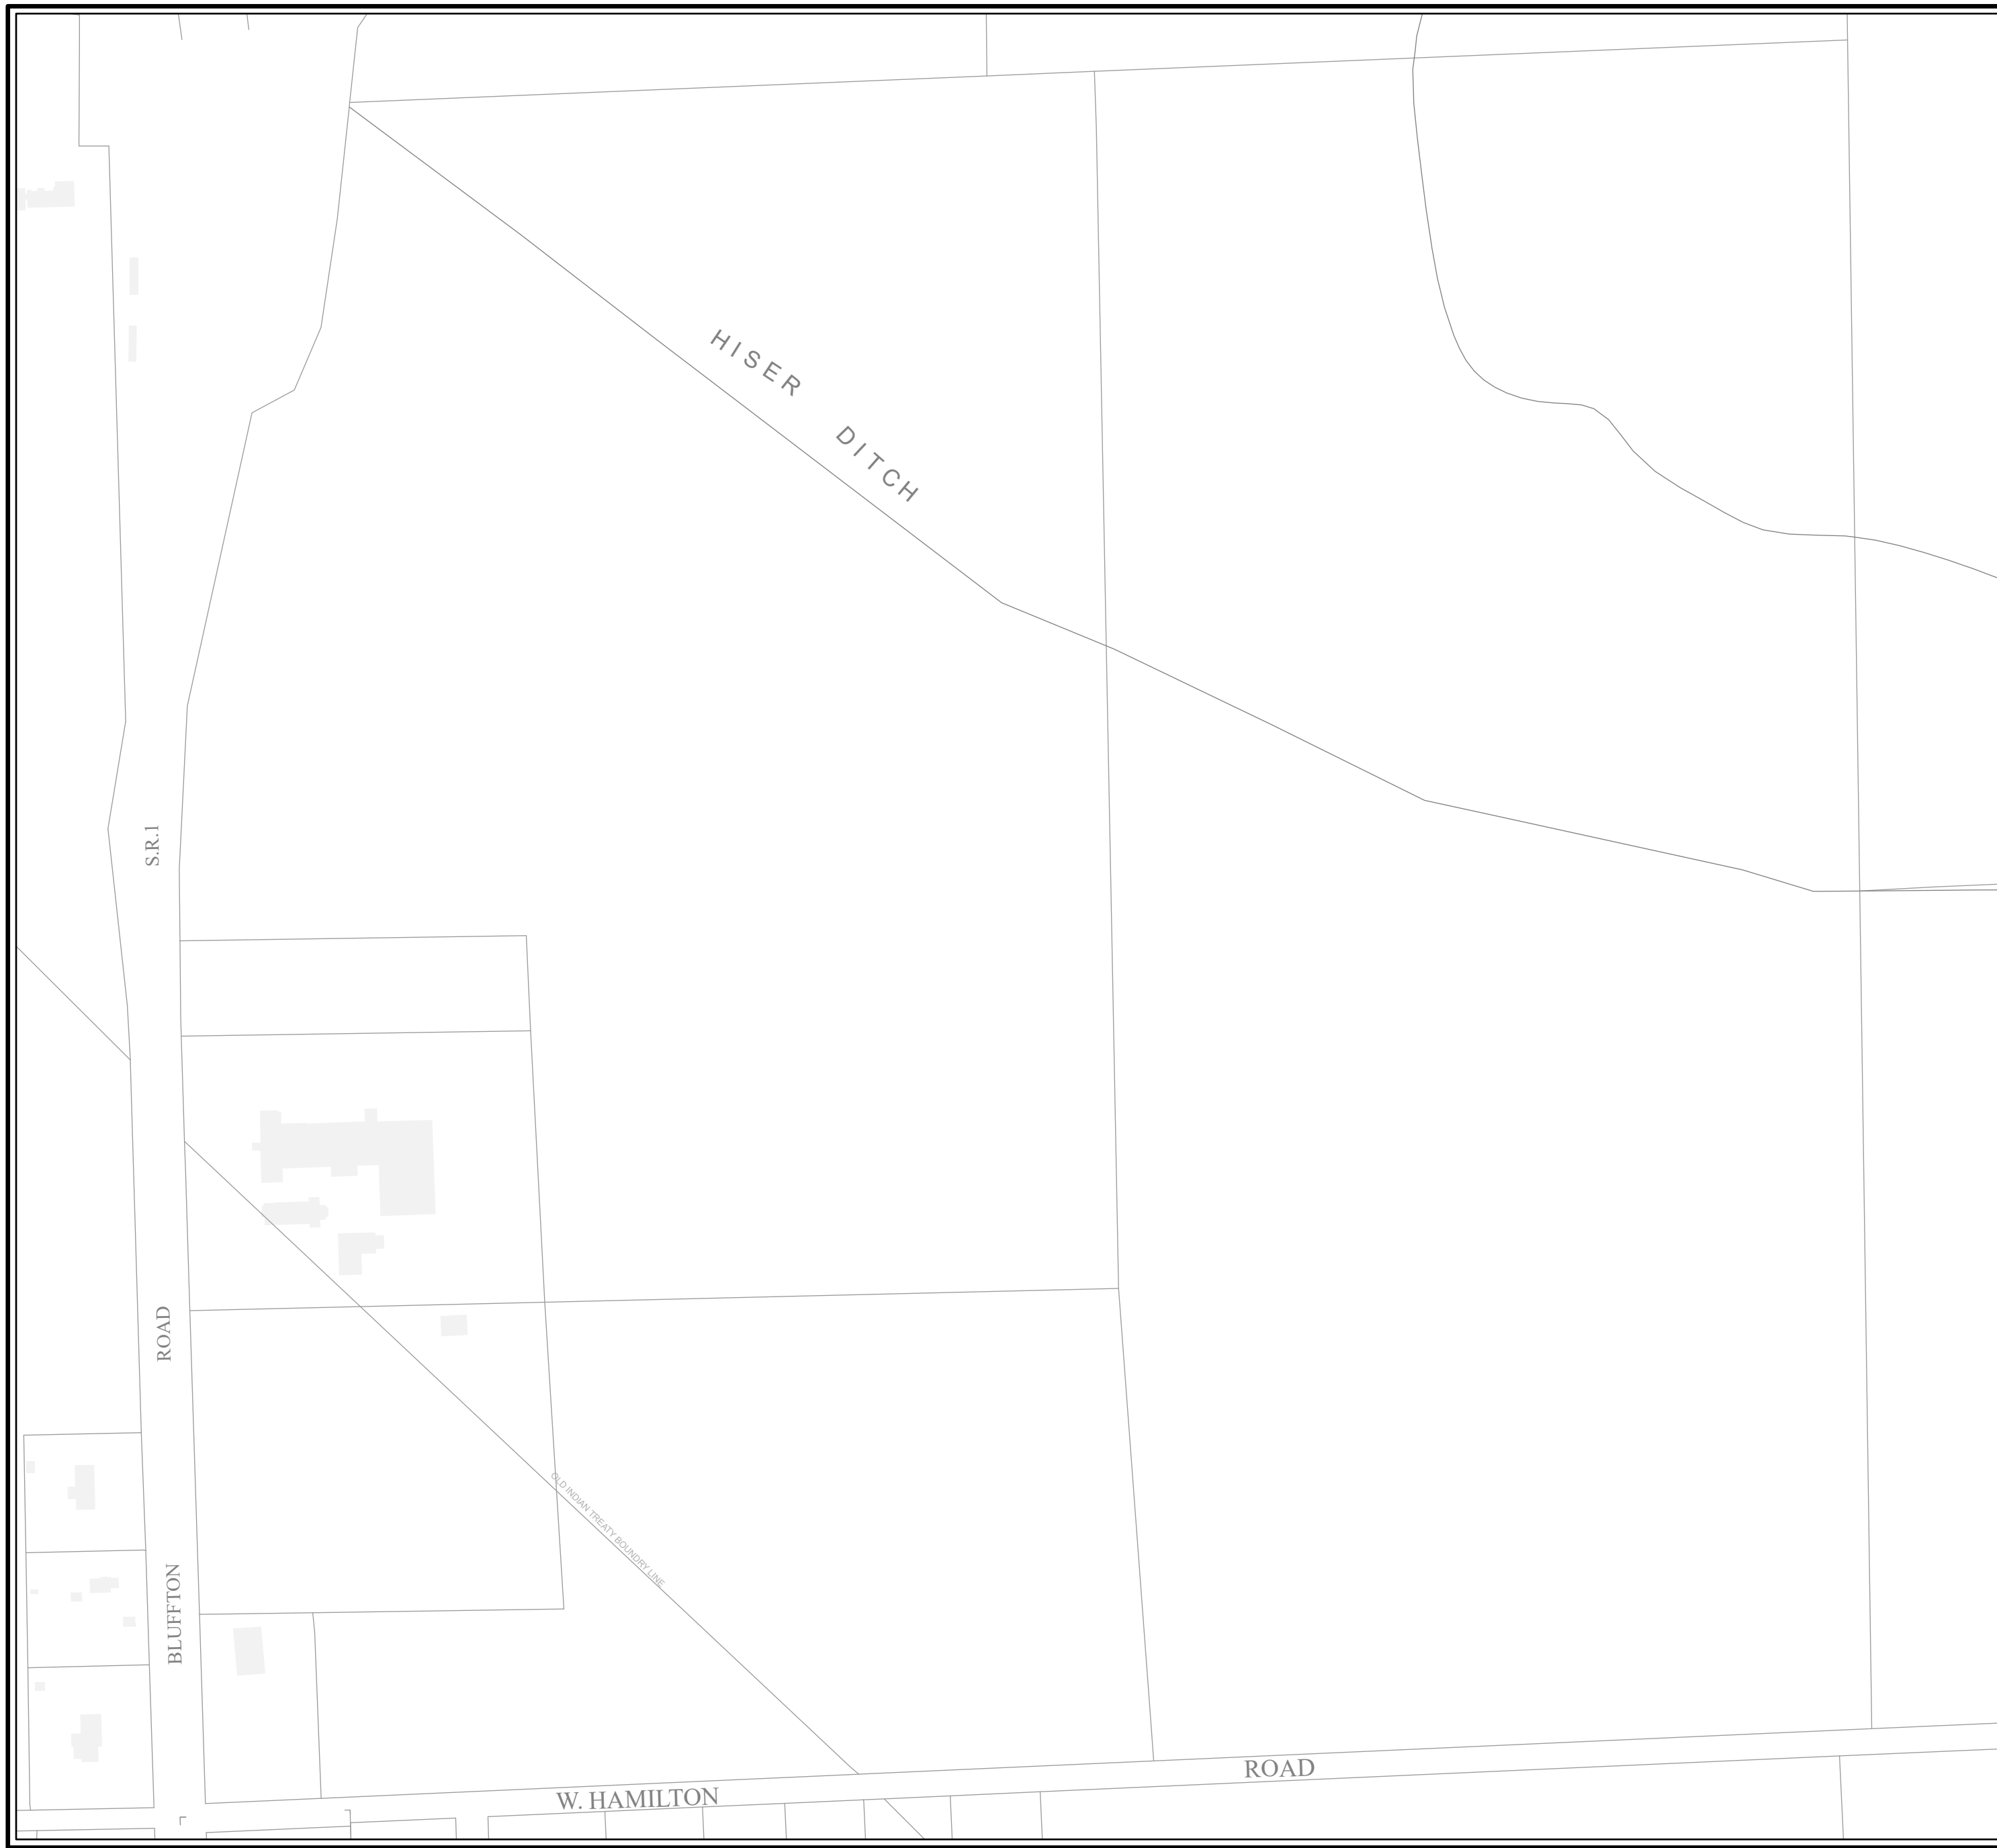 HISER
DITCH
S.R.1
ROAD
OLD INDIAN TREATY BOUNDRY LINE
BLUFFTON
ROAD
W. HAMILTON